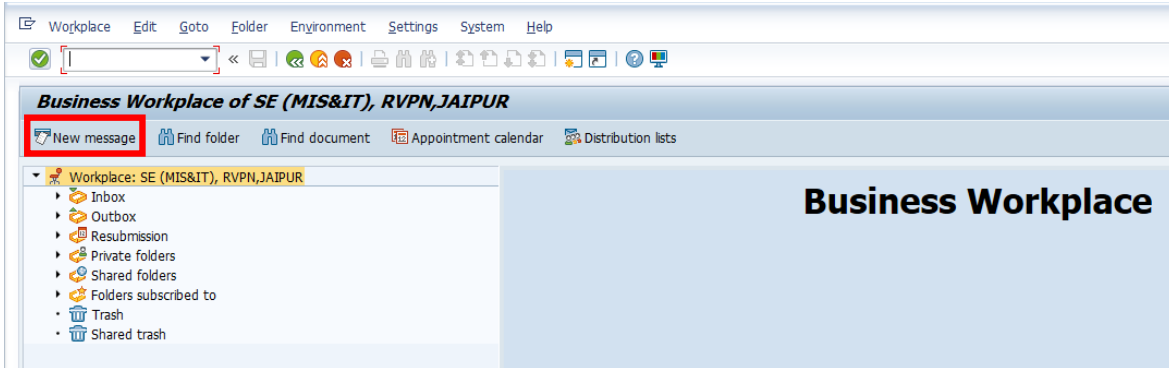 Workplace Edit Goto Folder Environment Settings System Help
Business Workplace of SE (MIS&IT), RVPN,JAIPUR
New message Find folder Find document Appointment calendar Distribution lists
Workplace: SE (MIS&IT), RVPN,JAIPUR
Inbox
Outbox
Resubmission
Private folders
Shared folders
Folders subscribed to
Trash
Shared trash
Business Workplace